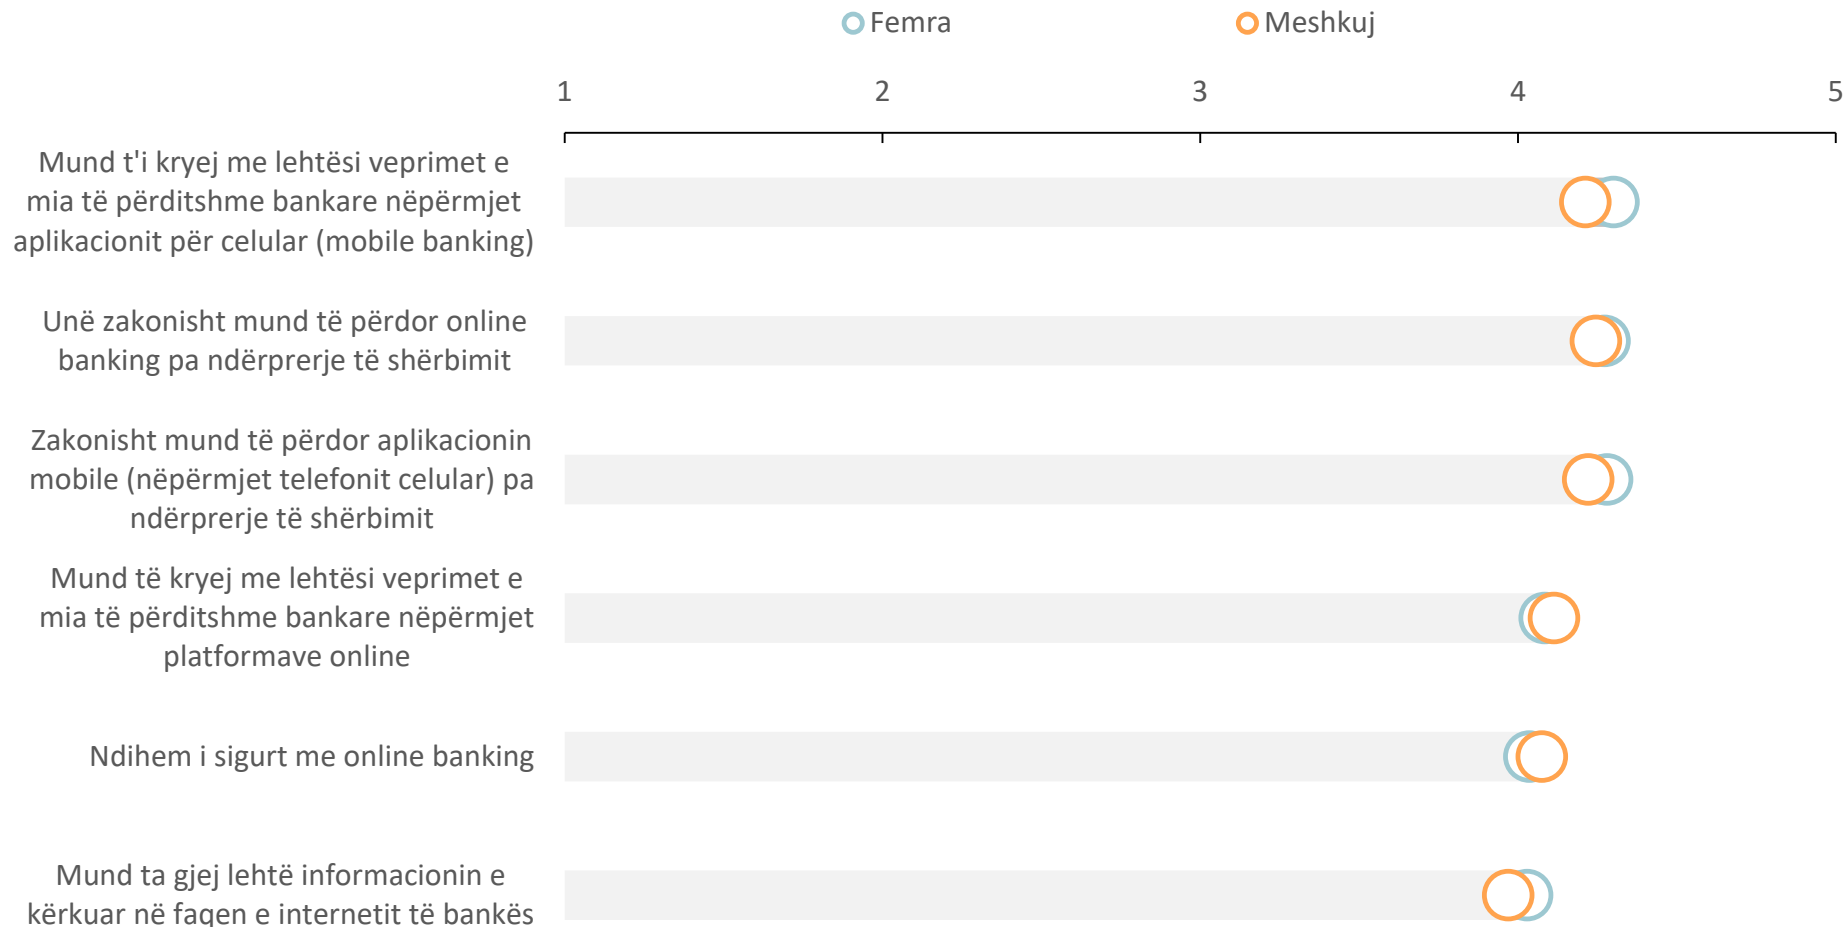 Femra
Meshkuj
1 2 3 4 5
Mund t'i kryej me lehtësi veprimet e
mia të përditshme bankare nëpërmjet
aplikacionit për celular (mobile banking)
Unë zakonisht mund të përdor online
banking pa ndërprerje të shërbimit
Zakonisht mund të përdor aplikacionin
mobile (nëpërmjet telefonit celular) pa
ndërprerje të shërbimit
Mund të kryej me lehtësi veprimet e
mia të përditshme bankare nëpërmjet
platformave online
Ndihem i sigurt me online banking
Mund ta gjej lehtë informacionin e
kërkuar në faqen e internetit të bankës